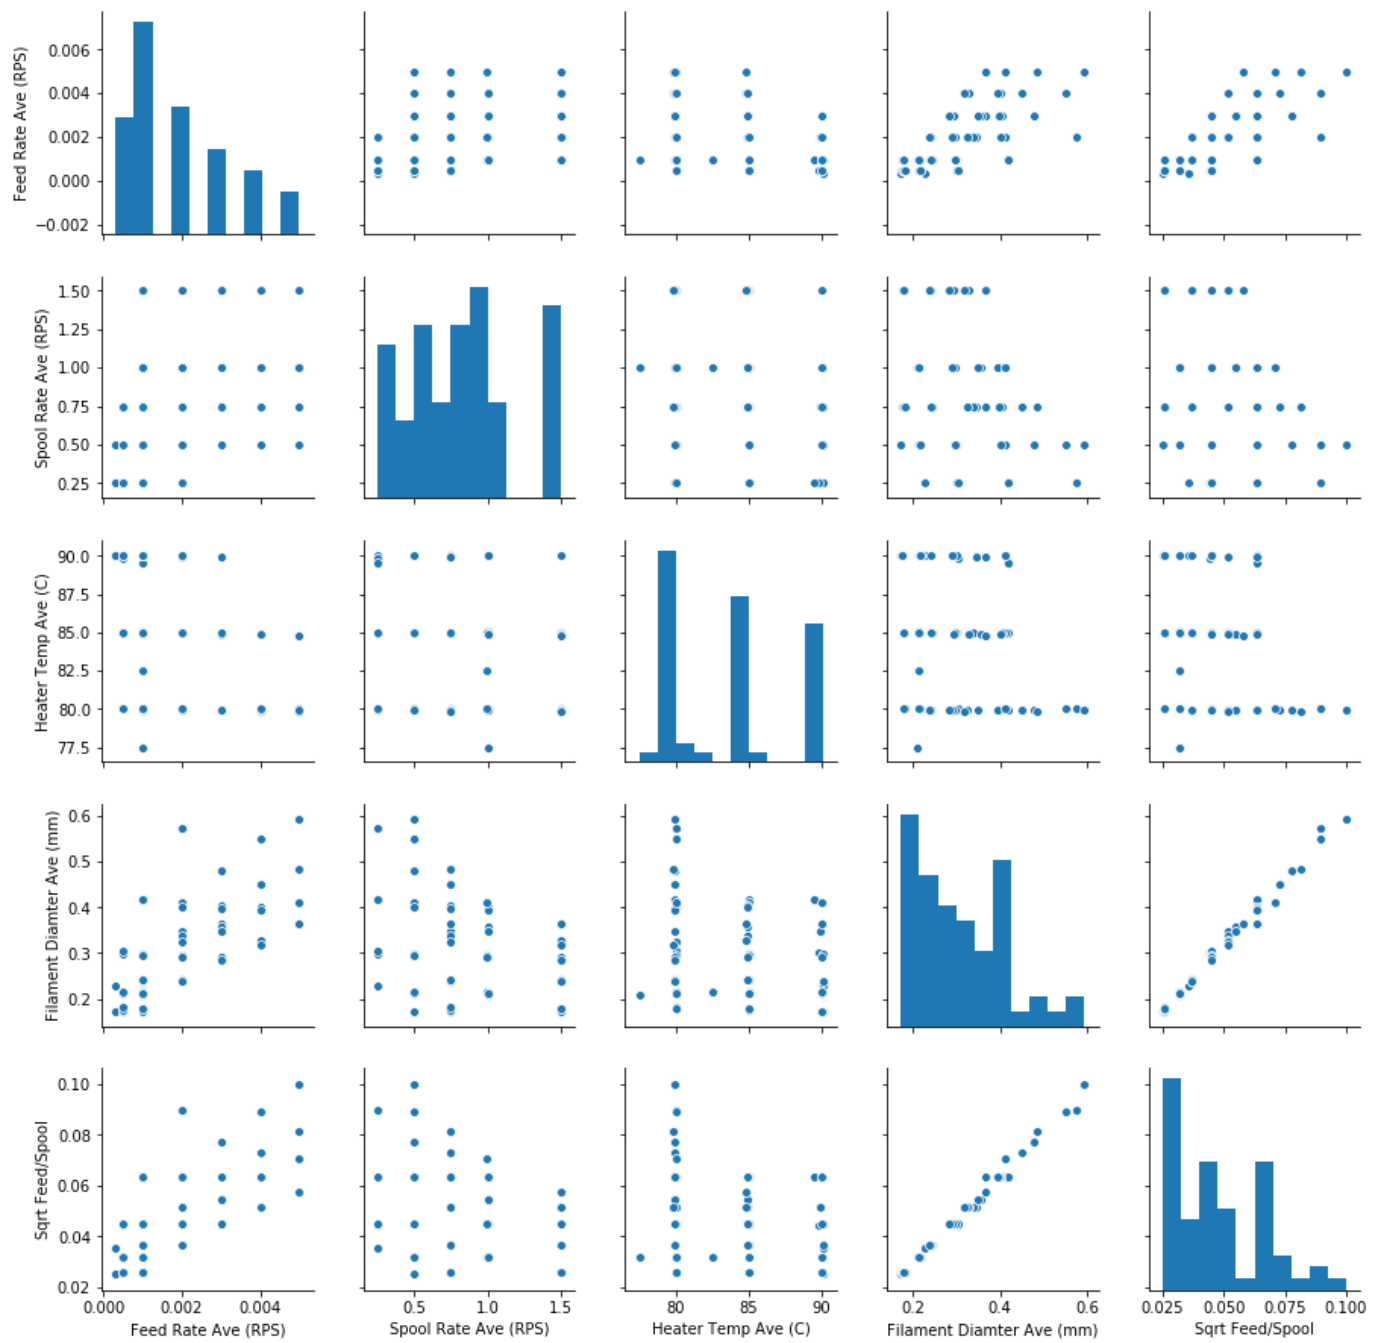 Feed Rate Ave (RPS)
0.006
0.004
0.002
0.000
−0.002
Spool Rate Ave (RPS)
1.50
1.25
1.00
0.75
0.50
0.25
Heater Temp Ave (C)
90.0
87.5
85.0
82.5
80.0
77.5
Filament Diamter Ave (mm)
0.6
0.5
0.4
0.3
0.2
Sqrt Feed/Spool
0.10
0.08
0.06
0.04
0.02
0.000 0.002 0.004
0.5 1.0 1.5
80 85 90
0.2 0.4 0.6
0.025 0.050 0.075 0.100
Feed Rate Ave (RPS)
Spool Rate Ave (RPS)
Heater Temp Ave (C)
Filament Diamter Ave (mm)
Sqrt Feed/Spool